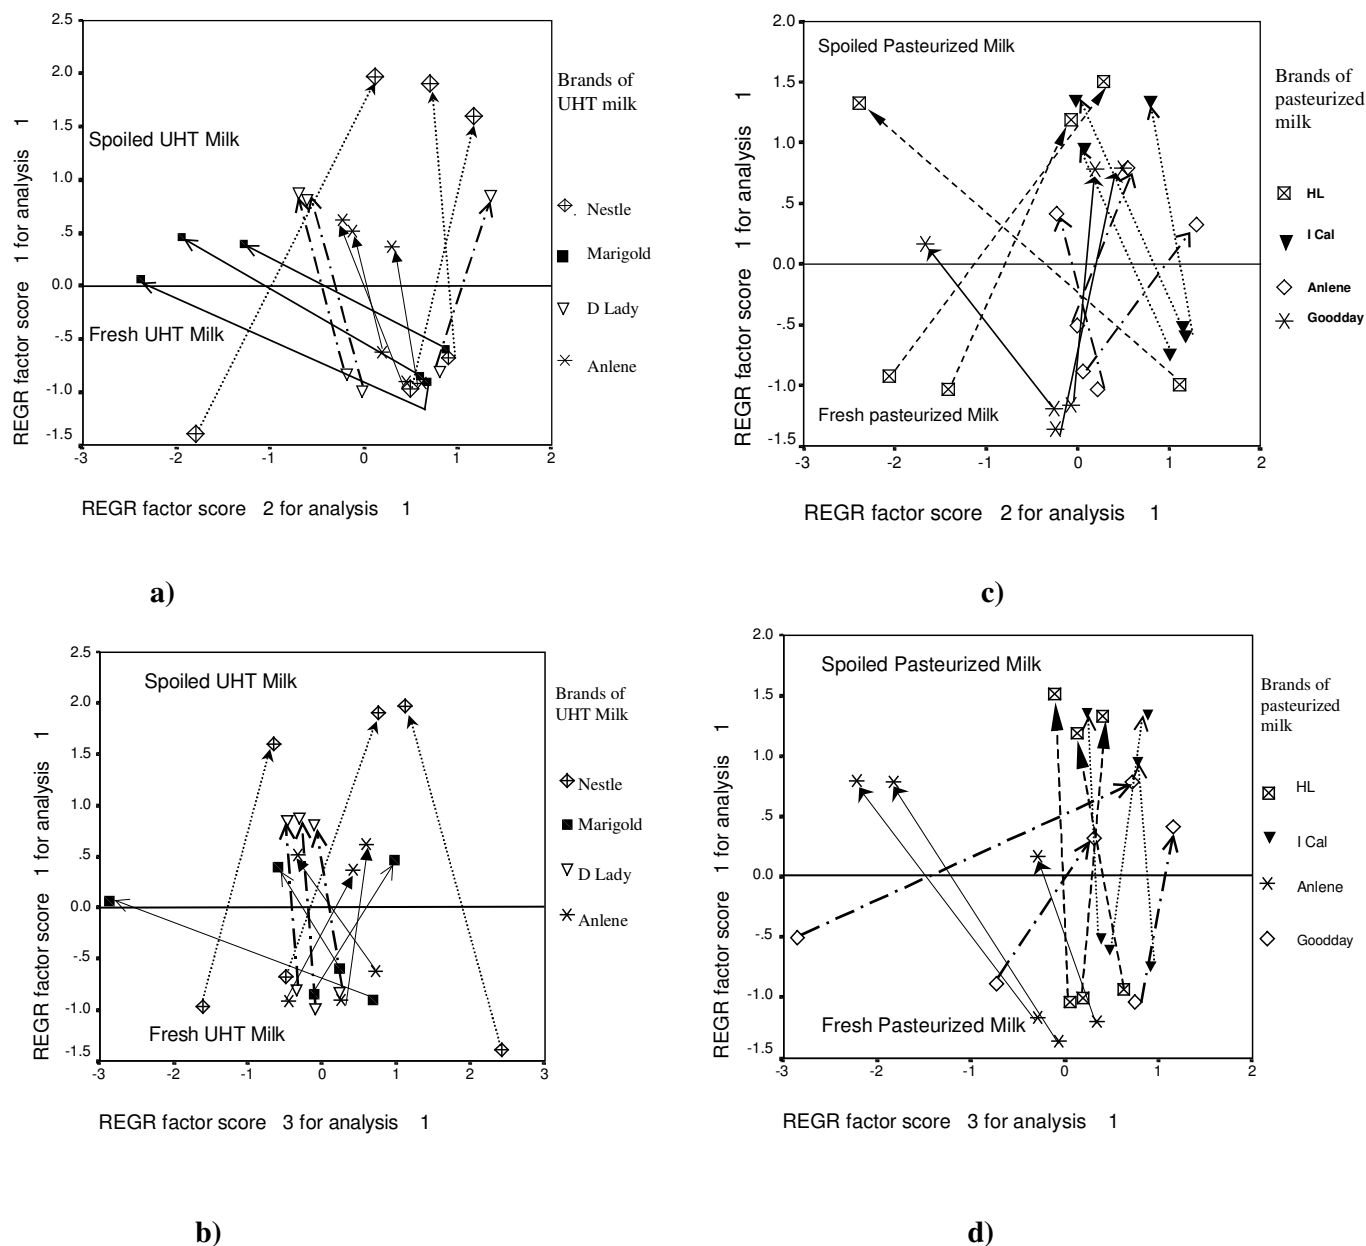 2.5
2.0
1.5
1.0
.5
0.0
-.5
-1.0
-1.5
-3
-2
-1
0
1
2
REGR factor score 1 for analysis 1
REGR factor score 2 for analysis 1
Spoiled UHT Milk
Fresh UHT Milk
Brands of
UHT milk
Nestle
Marigold
D Lady
Anlene
a)
2.0
1.5
1.0
.5
0.0
-.5
-1.0
-1.5
-3
-2
-1
0
1
2
REGR factor score 1 for analysis 1
REGR factor score 2 for analysis 1
Spoiled Pasteurized Milk
Fresh pasteurized Milk
Brands of
pasteurized
milk
HL
I Cal
Anlene
Goodday
c)
2.5
2.0
1.5
1.0
.5
0.0
-.5
-1.0
-1.5
-3
-2
-1
0
1
2
3
REGR factor score 1 for analysis 1
REGR factor score 3 for analysis 1
Spoiled UHT Milk
Fresh UHT Milk
Brands of
UHT Milk
Nestle
Marigold
D Lady
Anlene
b)
2.0
1.5
1.0
.5
0.0
-.5
-1.0
-1.5
-3
-2
-1
0
1
2
REGR factor score 1 for analysis 1
REGR factor score 3 for analysis 1
Spoiled Pasteurized Milk
Fresh Pasteurized Milk
Brands of
pasteurized
milk
HL
I Cal
Anlene
Goodday
d)